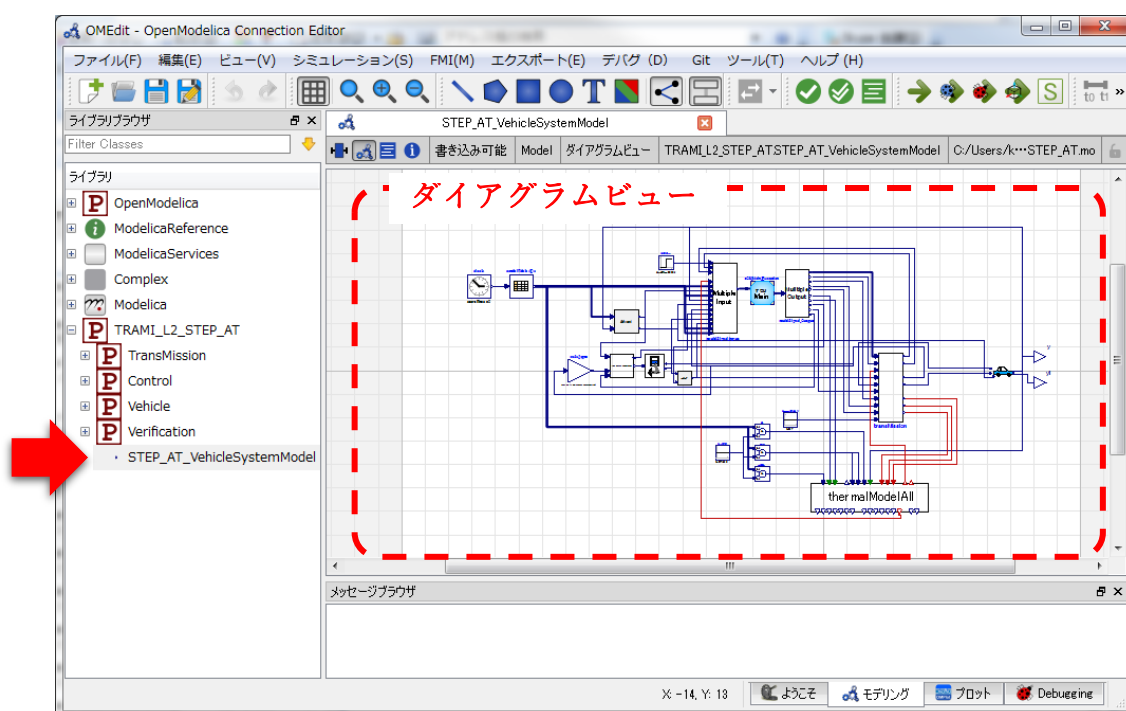 OMEdit - OpenModelica Connection Editor
ファイル(F) 編集(E) ビュー(V) シミュレーション(S) FMI(M) エクスポート(E) デバグ (D) Git ツール(T) ヘルプ (H)
T S to ti »
ライブラリブラウザ
STEP_AT_VehicleSystemModel
Filter Classes
書き込み可能 Model ダイアグラムビュー TRAMI_L2_STEP_AT.STEP_AT_VehicleSystemModel C:/Users/k⋯STEP_AT.mo
ライブラリ
ダイアグラムビュー
P OpenModelica
i ModelicaReference
ModelicaServices
Complex
Modelica
P TRAMI_L2_STEP_AT
P TransMission
P Control
P Vehicle
P Verification
STEP_AT_VehicleSystemModel
Multiple Input
Main
Multiple Output
transMission
thermalModelAll
メッセージブラウザ
X: -14, Y: 13 ようこそ モデリング プロット Debugging